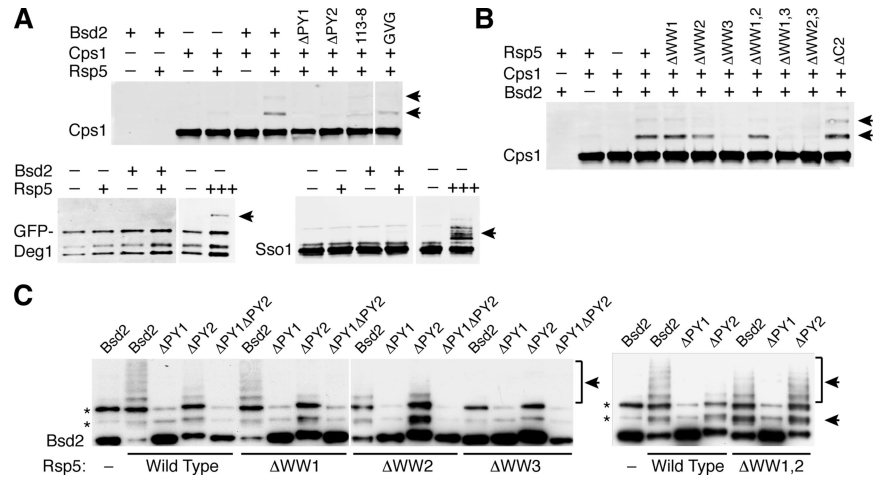 A
Bsd2 + + − − + + ΔPY1 ΔPY2 113-8 GVG
Cps1 − − + + + + + + + +
Rsp5 − + − + − + + + + +
Cps1
Bsd2 − − + + − −
Rsp5 − + − + − +++
GFP-
Deg1
Bsd2 − − + + − −
Rsp5 − + − + − +++
Sso1
B
Rsp5 + + − + ΔWW1 ΔWW2 ΔWW3 ΔWW1,2 ΔWW1,3 ΔWW2,3 ΔC2
Cps1 − + + + + + + + + + +
Bsd2 + − + + + + + + + + +
Cps1
C
Bsd2 Bsd2 ΔPY1 ΔPY2 ΔPY1ΔPY2 Bsd2 ΔPY1 ΔPY2 ΔPY1ΔPY2 Bsd2 ΔPY1 ΔPY2 ΔPY1ΔPY2 Bsd2 ΔPY1 ΔPY2 ΔPY1ΔPY2
*
*
Bsd2
Rsp5: − Wild Type ΔWW1 ΔWW2 ΔWW3
Bsd2 Bsd2 ΔPY1 ΔPY2 Bsd2 ΔPY1 ΔPY2
*
*
− Wild Type ΔWW1,2